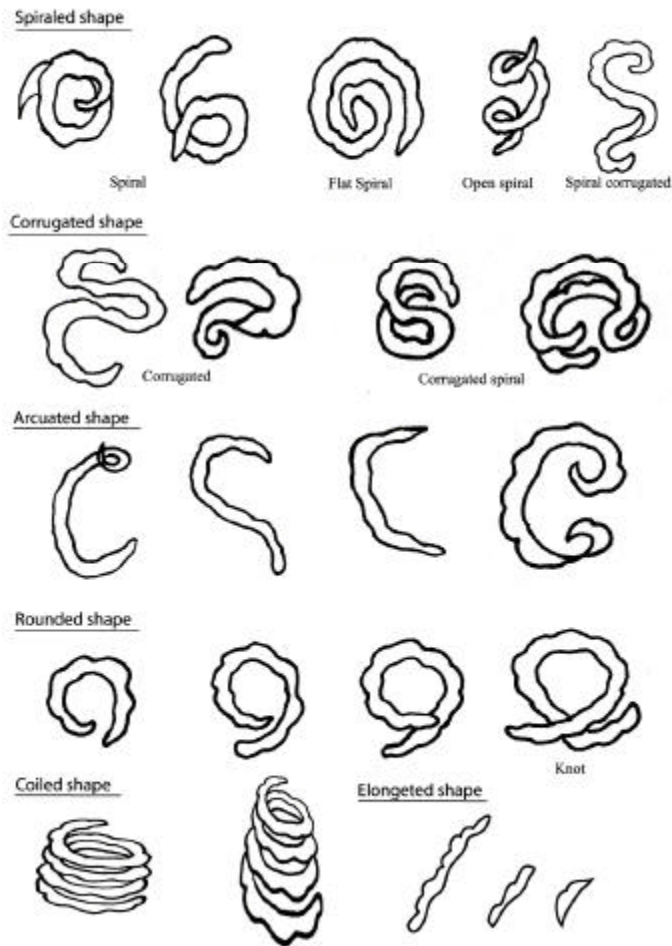 Spiraled shape
Spiral
Flat Spiral
Open spiral
Spiral corrugated
Corrugated shape
Corrugated
Corrugated spiral
Arcuated shape
Rounded shape
Knot
Coiled shape
Elongeted shape